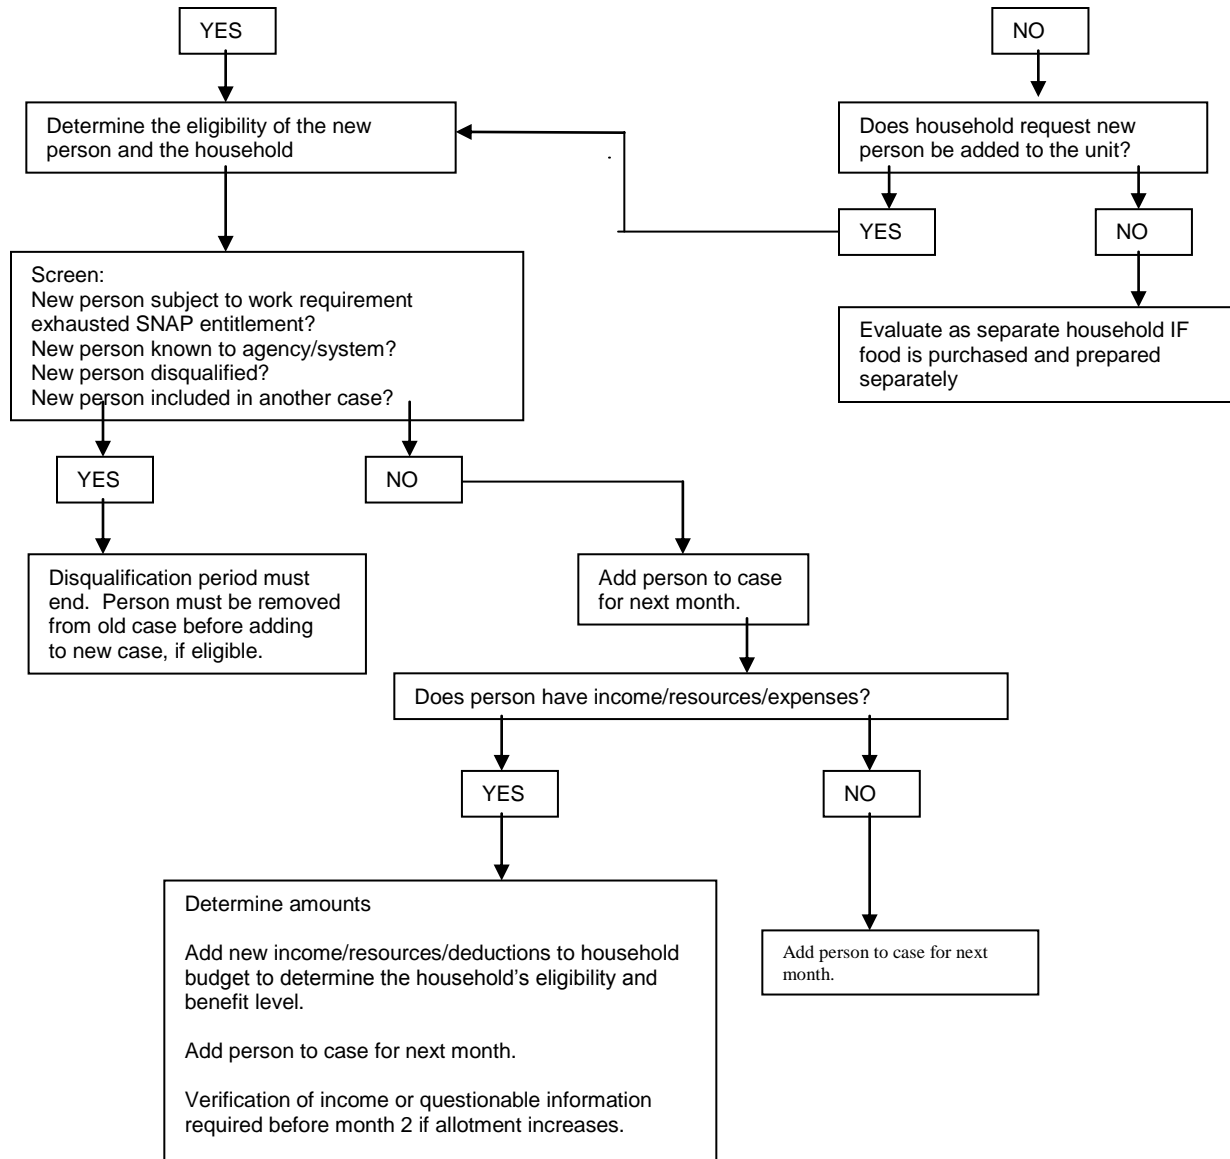 YES
NO
Determine the eligibility of the new
person and the household
Does household request new
person be added to the unit?
YES
NO
Screen:
New person subject to work requirement
exhausted SNAP entitlement?
New person known to agency/system?
New person disqualified?
New person included in another case?
Evaluate as separate household IF
food is purchased and prepared
separately
YES
NO
Disqualification period must
end.  Person must be removed
from old case before adding
to new case, if eligible.
Add person to case
for next month.
Does person have income/resources/expenses?
YES
NO
Determine amounts
Add new income/resources/deductions to household
budget to determine the household’s eligibility and
benefit level.
Add person to case for next month.
Verification of income or questionable information
required before month 2 if allotment increases.
Add person to case for next
month.